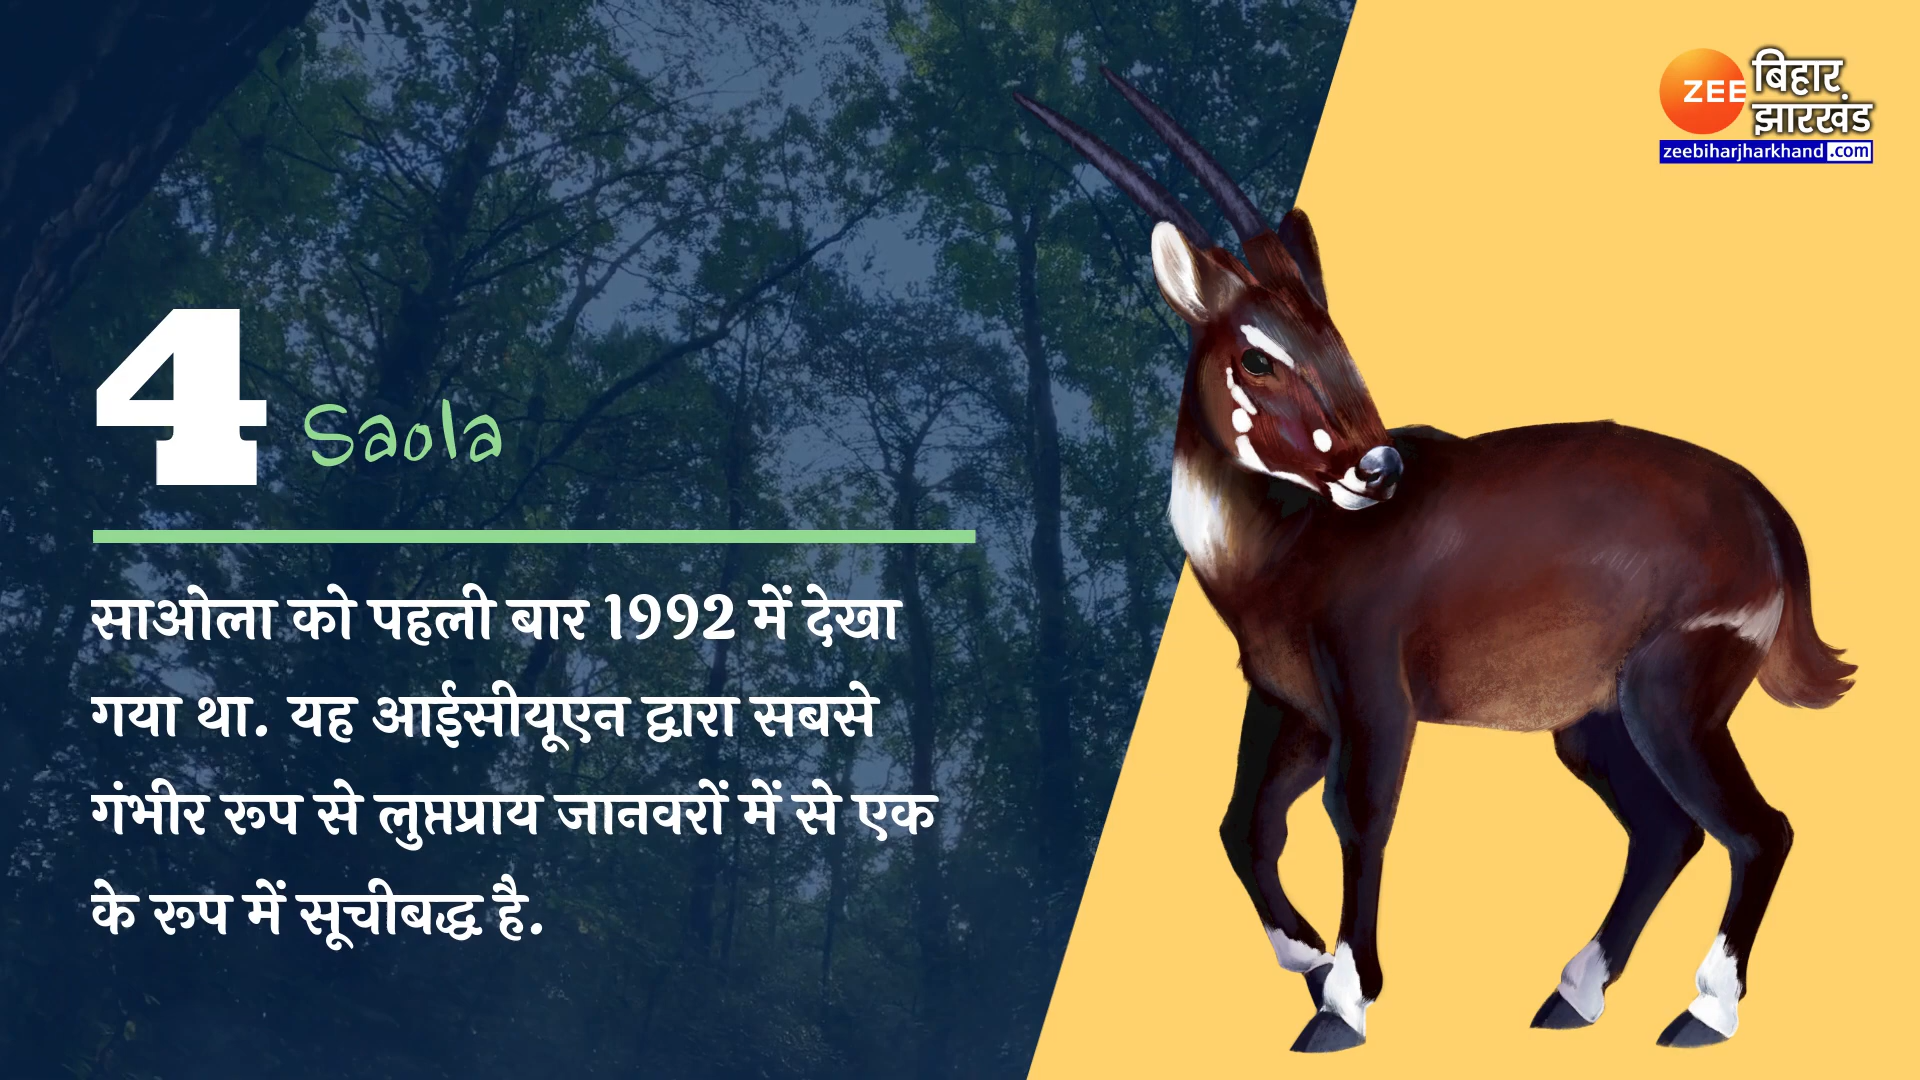 ZEE बिहार
झारखंड
zeebiharjharkhand.com
4 Saola
साओला को पहली बार 1992 में देखा
गया था. यह आईसीयूएन द्वारा सबसे
गंभीर रूप से लुप्तप्राय जानवरों में से एक
के रूप में सूचीबद्ध है.